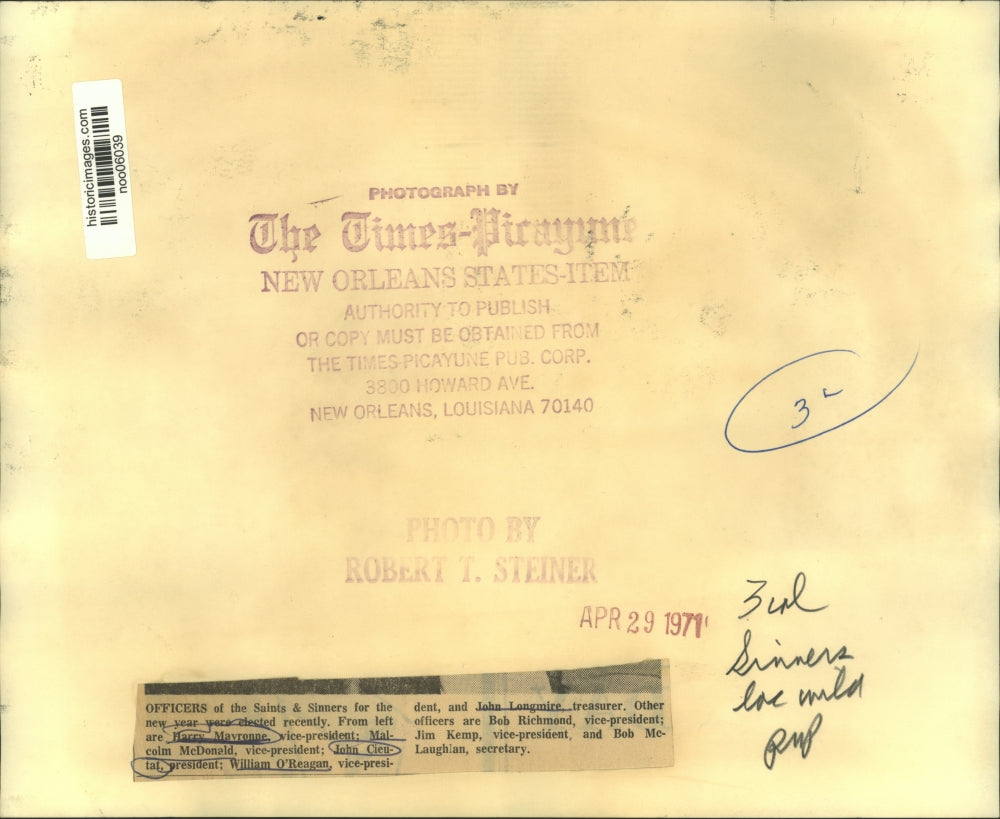 historicimages.com
noo06039
PHOTOGRAPH BY
The Times-Picayune
NEW ORLEANS STATES-ITEM
AUTHORITY TO PUBLISH
OR COPY MUST BE OBTAINED FROM
THE TIMES-PICAYUNE PUB. CORP.
3800 HOWARD AVE.
NEW ORLEANS, LOUISIANA 70140
3
PHOTO BY
ROBERT T. STEINER
APR 29 1971
3 col
Sinners
OFFICERS of the Saints & Sinners for the
new year were elected recently. From left
are Harry Mayronne, vice-president; Mal-
colm McDonald, vice-president; John Cieu-
tat, president; William O'Reagan, vice-presi-
dent, and John Longmire, treasurer. Other
officers are Bob Richmond, vice-president;
Jim Kemp, vice-president, and Bob Mc-
Laughlan, secretary.